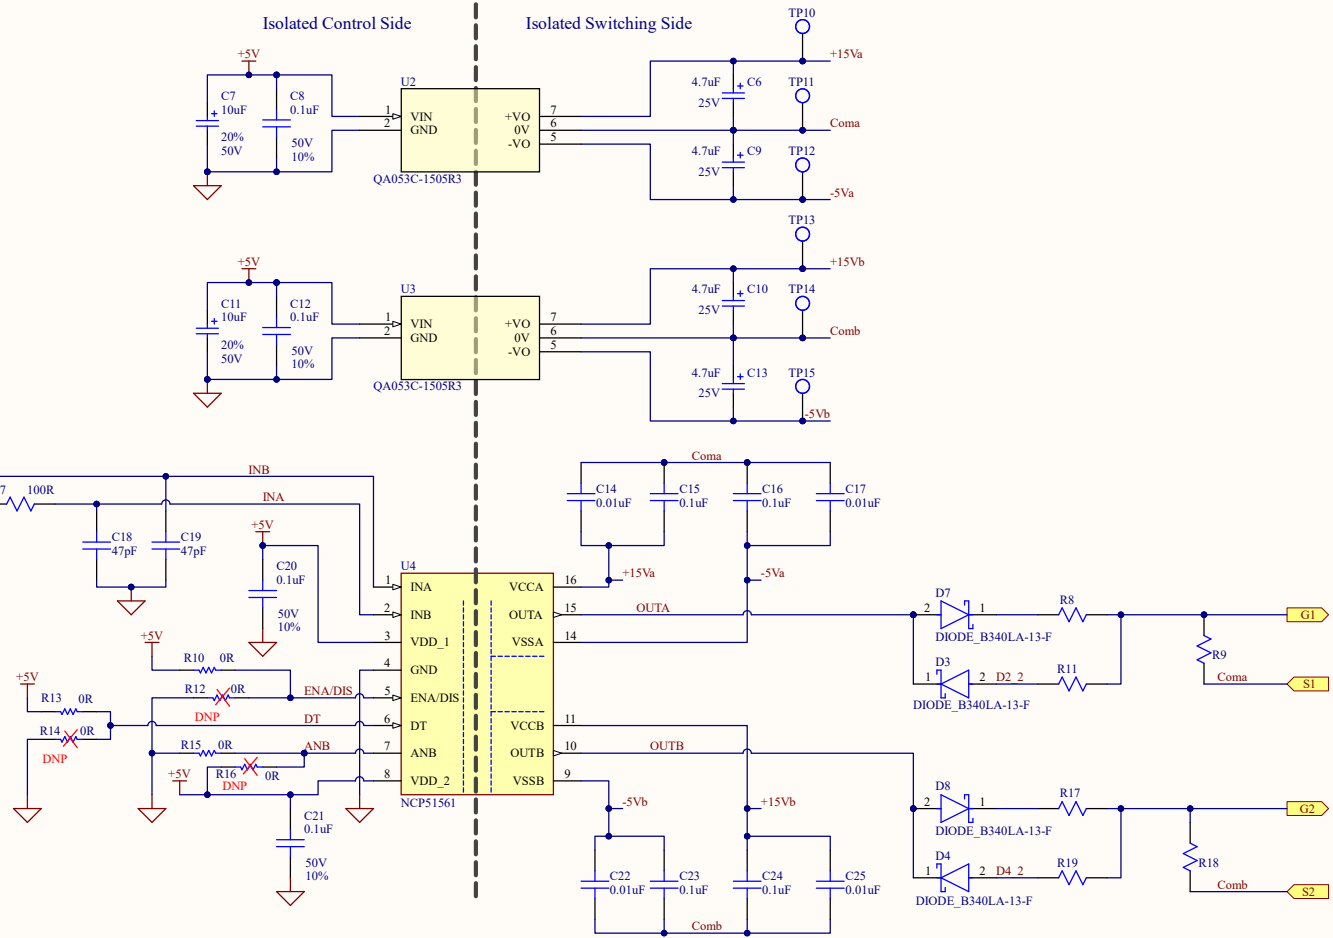 Isolated Control Side
Isolated Switching Side
TP10
+5V
+15Va
U2
C7
10uF
20%
50V
C8
0.1uF
50V
10%
1
2
VIN
GND
+VO
0V
-VO
7
6
5
QA053C-1505R3
4.7uF
C6
25V
TP11
Coma
4.7uF
C9
25V
TP12
-5Va
TP13
+5V
+15Vb
U3
C11
10uF
20%
50V
C12
0.1uF
50V
10%
1
2
VIN
GND
+VO
0V
-VO
7
6
5
QA053C-1505R3
4.7uF
C10
25V
TP14
Comb
4.7uF
C13
25V
TP15
-5Vb
INB
7
100R
INA
C18
47pF
C19
47pF
+5V
C20
0.1uF
50V
10%
Coma
C14
0.01uF
C15
0.1uF
C16
0.1uF
C17
0.01uF
+15Va
-5Va
U4
1
INA
2
INB
3
VDD_1
4
GND
5
ENA/DIS
6
DT
7
ANB
8
VDD_2
VCCA
16
OUTA
15
VSSA
14
VCCB
11
OUTB
10
VSSB
9
NCP51561
OUTA
OUTB
+5V
R10
0R
R12
0R
DNP
ENA/DIS
+5V
R13
0R
R14
0R
DNP
DT
R15
0R
ANB
+5V
R16
0R
DNP
C21
0.1uF
50V
10%
-5Vb
+15Vb
C22
0.01uF
C23
0.1uF
C24
0.1uF
C25
0.01uF
Comb
D7
2
1
DIODE_B340LA-13-F
R8
G1
D3
1
2
D2_2
DIODE_B340LA-13-F
R11
R9
Coma
S1
D8
2
1
DIODE_B340LA-13-F
R17
G2
D4
1
2
D4_2
DIODE_B340LA-13-F
R19
R18
Comb
S2